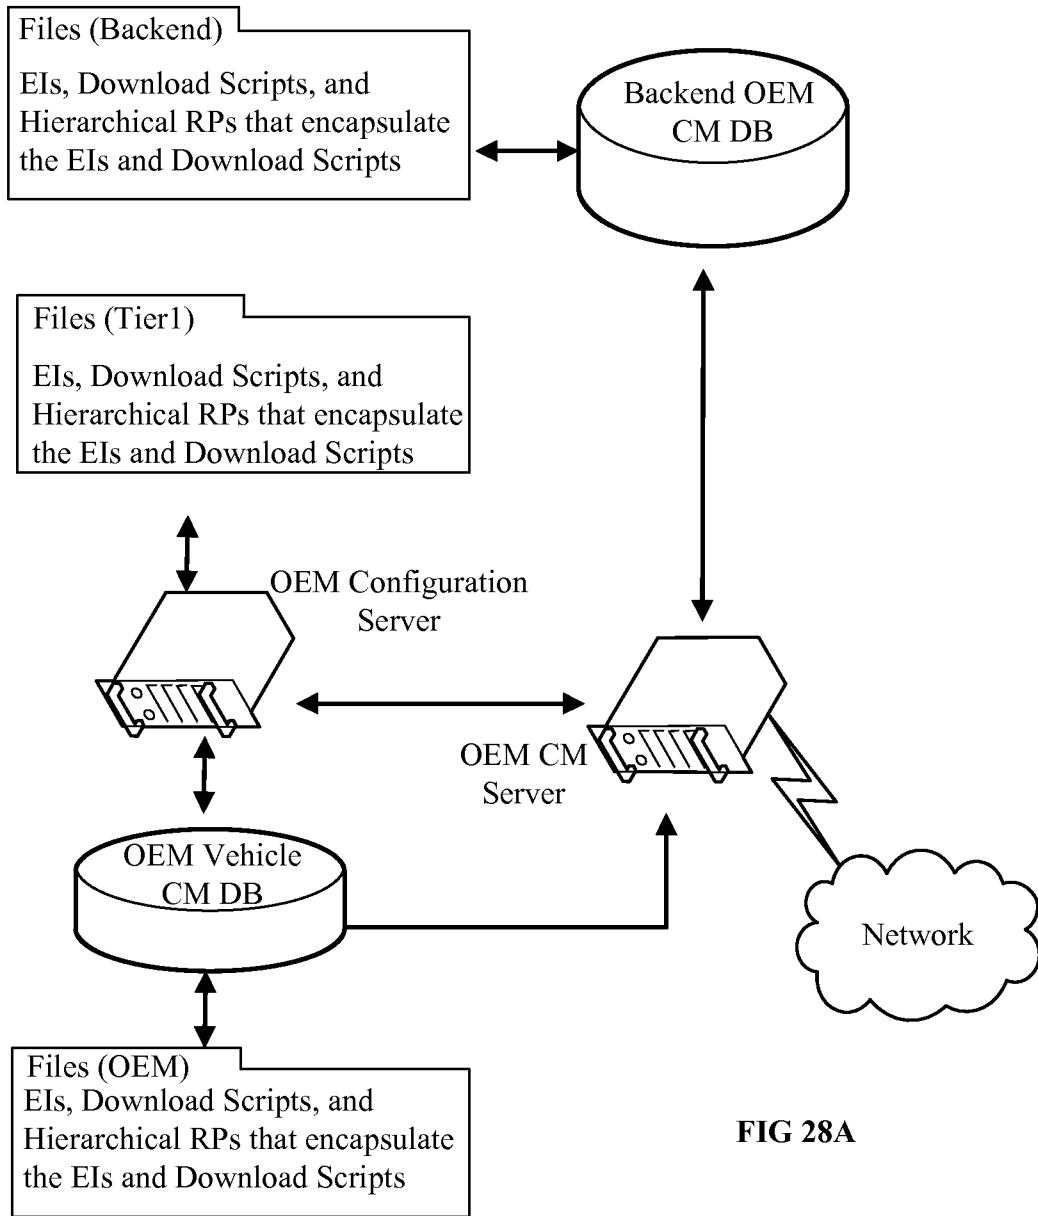 Files (Backend)
EIs, Download Scripts, and
Hierarchical RPs that encapsulate
the EIs and Download Scripts
Backend OEM
CM DB
Files (Tier1)
EIs, Download Scripts, and
Hierarchical RPs that encapsulate
the EIs and Download Scripts
OEM Configuration
Server
OEM CM
Server
OEM Vehicle
CM DB
Network
Files (OEM)
EIs, Download Scripts, and
Hierarchical RPs that encapsulate
the EIs and Download Scripts
FIG 28A